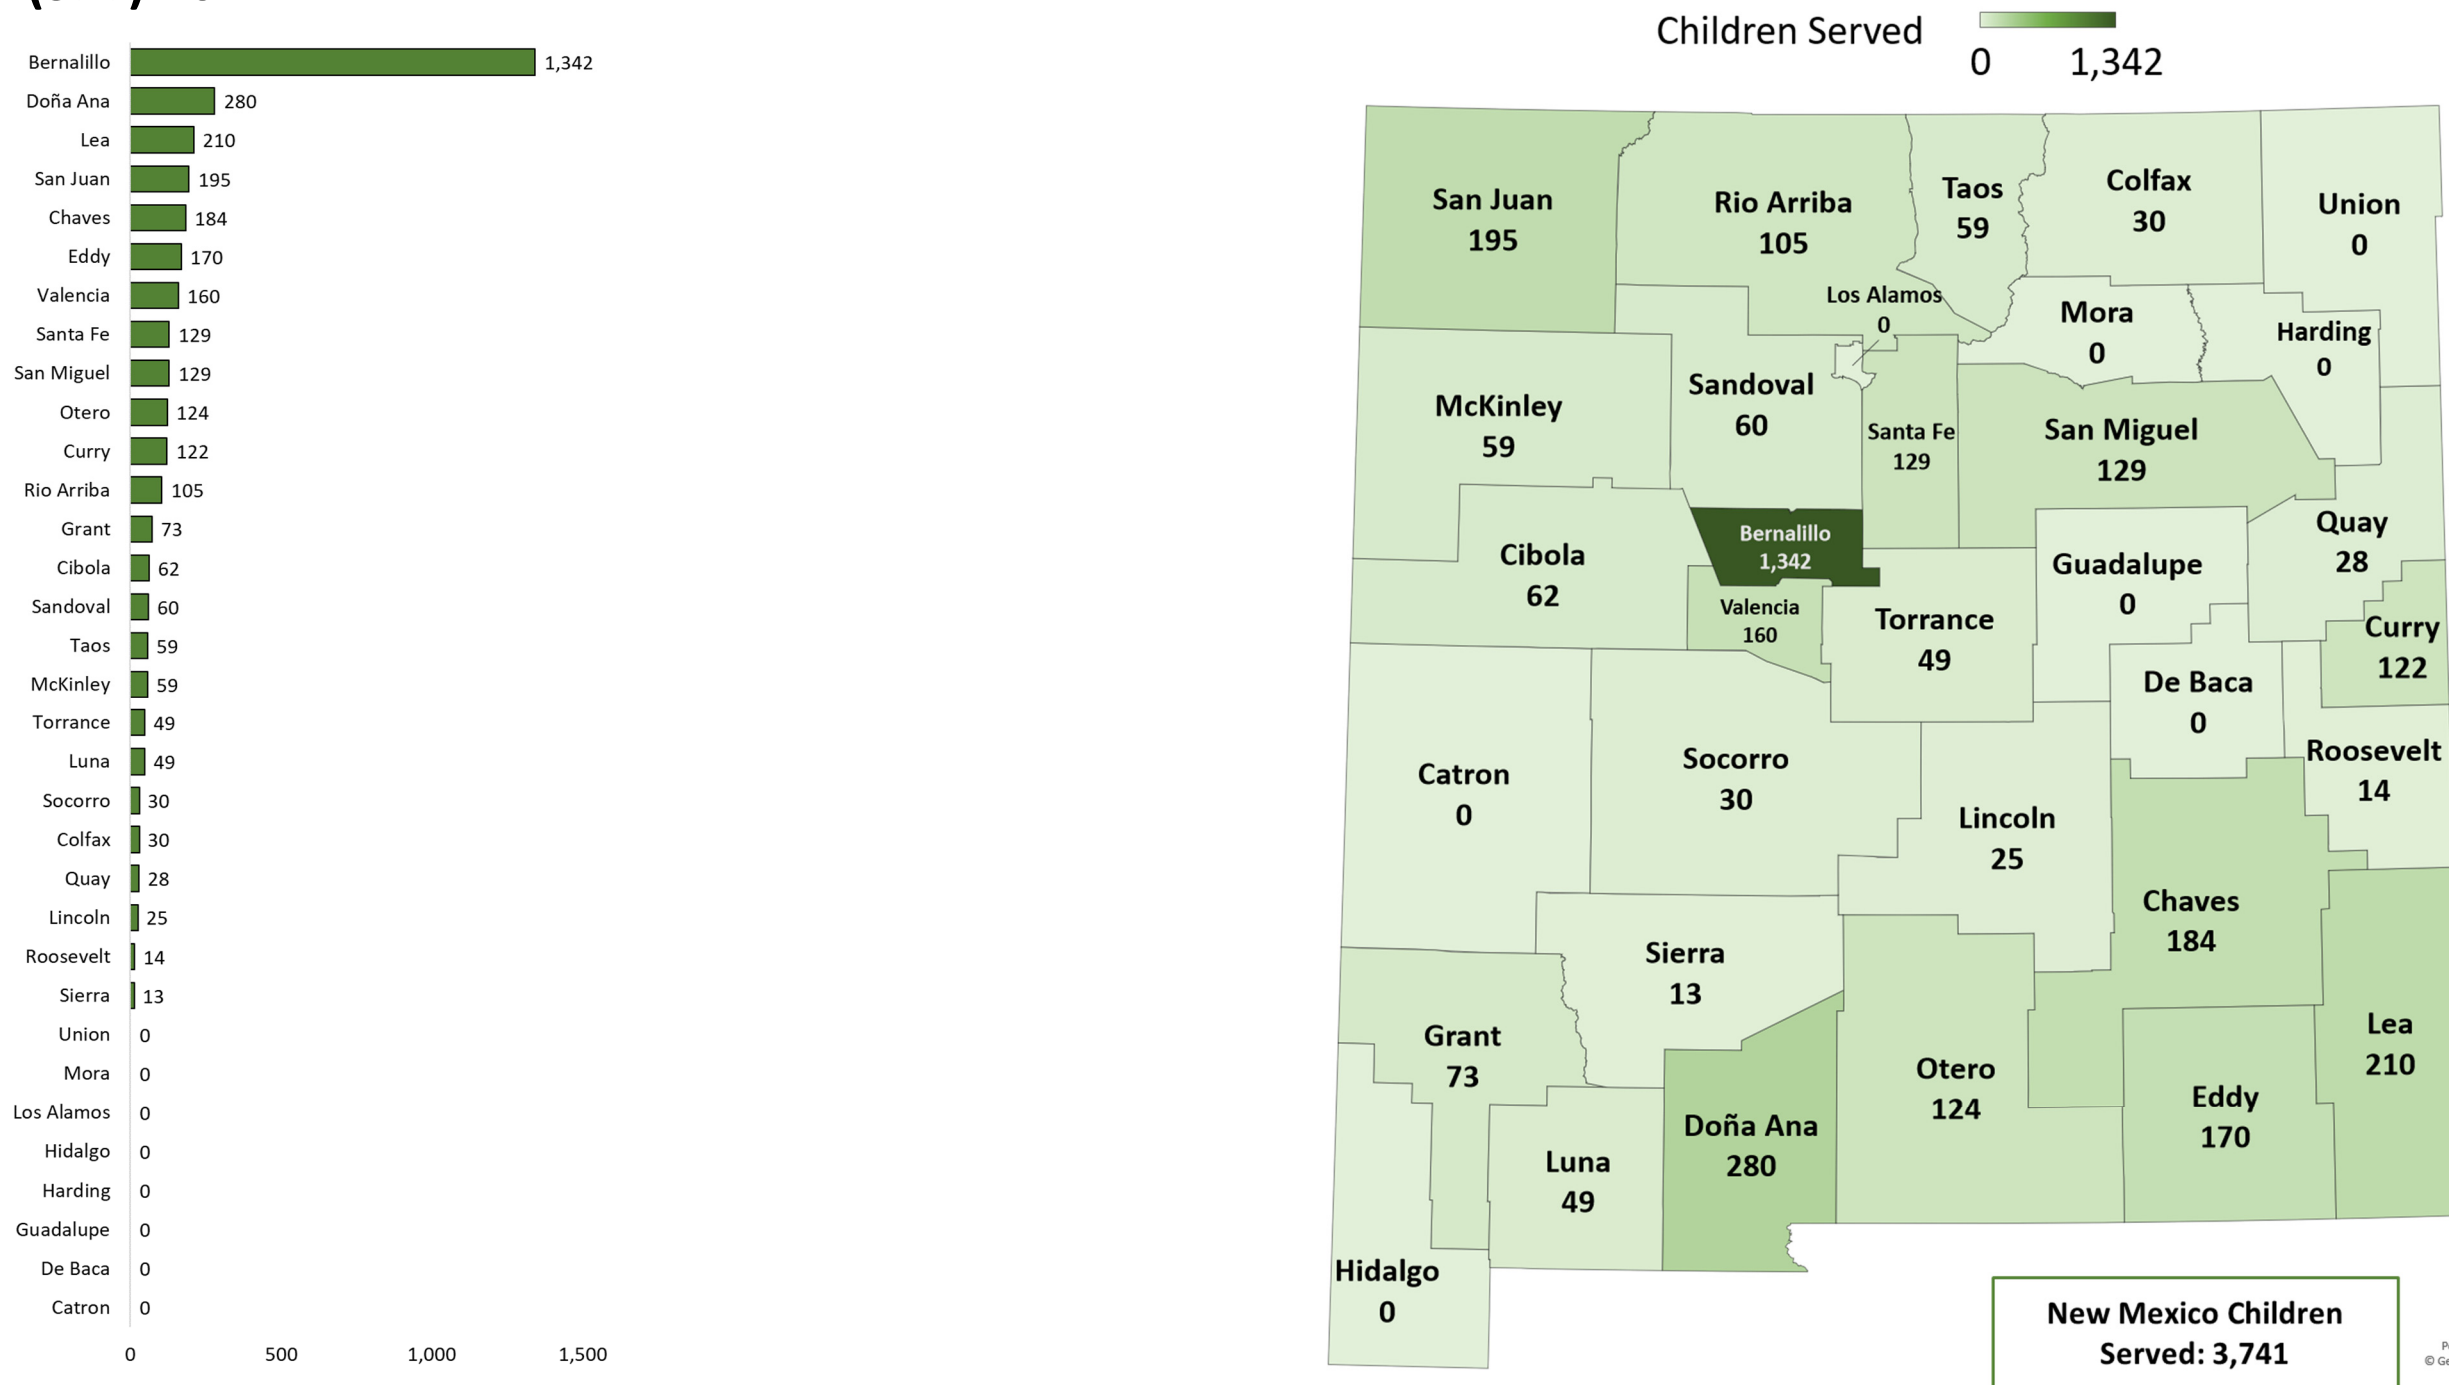 Bernalillo 1,342
Doña Ana 280
Lea 210
San Juan 195
Chaves 184
Eddy 170
Valencia 160
Santa Fe 129
San Miguel 129
Otero 124
Curry 122
Rio Arriba 105
Grant 73
Cibola 62
Sandoval 60
Taos 59
McKinley 59
Torrance 49
Luna 49
Socorro 30
Colfax 30
Quay 28
Lincoln 25
Roosevelt 14
Sierra 13
Union 0
Mora 0
Los Alamos 0
Hidalgo 0
Harding 0
Guadalupe 0
De Baca 0
Catron 0
0 500 1,000 1,500
Children Served
0 1,342
San Juan
195
Rio Arriba
105
Taos
59
Colfax
30
Union
0
Los Alamos
0
Mora
0
Harding
0
McKinley
59
Sandoval
60
Santa Fe
129
San Miguel
129
Quay
28
Bernalillo
1,342
Cibola
62
Valencia
160
Torrance
49
Guadalupe
0
Curry
122
De Baca
0
Roosevelt
14
Catron
0
Socorro
30
Lincoln
25
Chaves
184
Sierra
13
Grant
73
Lea
210
Otero
124
Eddy
170
Doña Ana
280
Luna
49
Hidalgo
0
New Mexico Children
Served: 3,741
© Ge